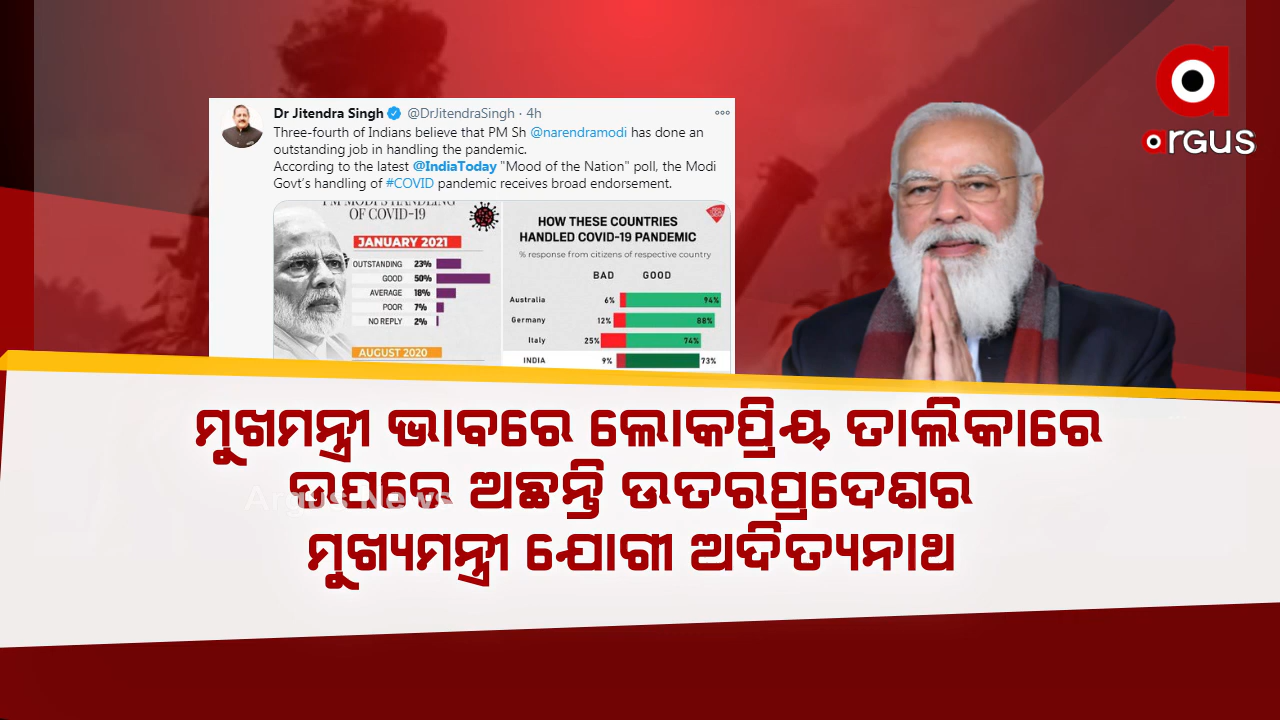 Dr Jitendra Singh @DrJitendraSingh · 4h
Three-fourth of Indians believe that PM Sh @narendramodi has done an
outstanding job in handling the pandemic.
According to the latest @IndiaToday "Mood of the Nation" poll, the Modi
Govt's handling of #COVID pandemic receives broad endorsement.
PM MODI'S HANDLING
OF COVID-19
JANUARY 2021
OUTSTANDING 23%
GOOD 50%
AVERAGE 18%
POOR 7%
NO REPLY 2%
AUGUST 2020
HOW THESE COUNTRIES
HANDLED COVID-19 PANDEMIC
% response from citizens of respective country
BAD GOOD
Australia 6% 94%
Germany 12% 88%
Italy 25% 74%
INDIA 9% 73%
argus
ମୁଖମନ୍ତ୍ରୀ ଭାବରେ ଲୋକପ୍ରିୟ ତାଲିକାରେ
ଉପରେ ଅଛନ୍ତି ଉତରପ୍ରଦେଶର
ମୁଖ୍ୟମନ୍ତ୍ରୀ ଯୋଗୀ ଅଦିତ୍ୟନାଥ
Argus News